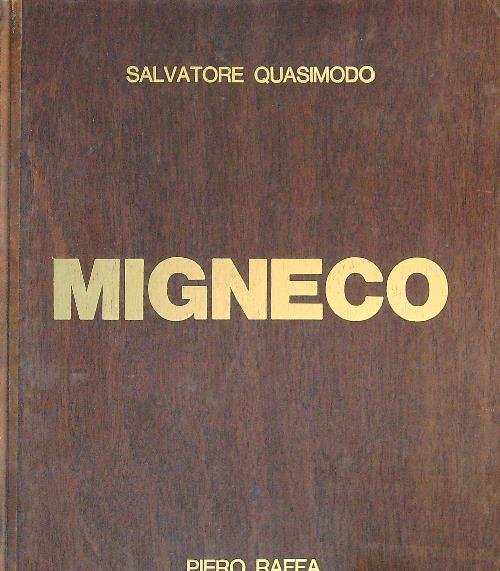 SALVATORE QUASIMODO
MIGNECO
PIERO RAFFA